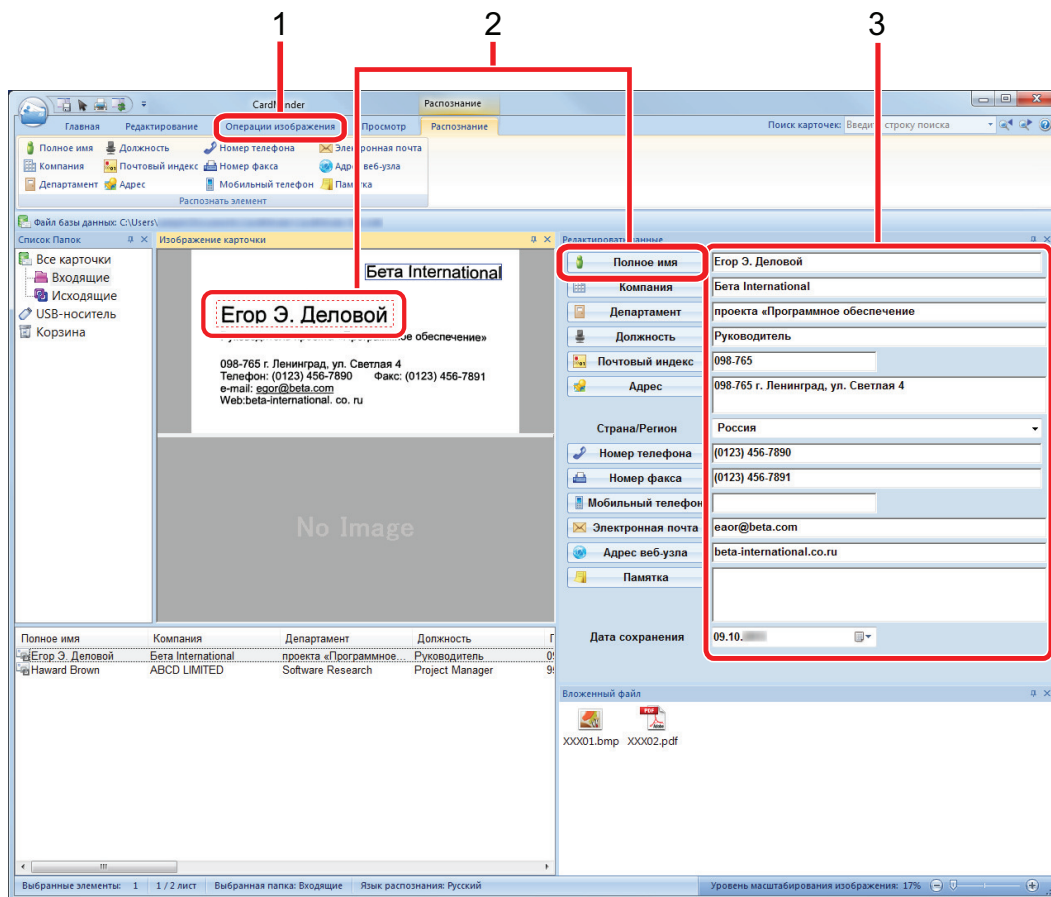 1 2 3
CardMinder Распознание
Главная Редактирование Операции изображения Просмотр Распознание Поиск карточек: Введите строку поиска
Полное имя Должность Номер телефона Электронная почта
Компания Почтовый индекс Номер факса Адрес веб-узла
Департамент Адрес Мобильный телефон Памятка
Распознать элемент
Файл базы данных: C:\Users\
Список Папок Изображение карточки Редактировать данные
Все карточки
Входящие
Исходящие
USB-носитель
Корзина
Бета International
Егор Э. Деловой
обеспечение»
098-765 г. Ленинград, ул. Светлая 4
Телефон: (0123) 456-7890 Факс: (0123) 456-7891
e-mail: egor@beta.com
Web:beta-international. co. ru
No Image
Полное имя Егор Э. Деловой
Компания Бета International
Департамент проекта «Программное обеспечение
Должность Руководитель
Почтовый индекс 098-765
Адрес 098-765 г. Ленинград, ул. Светлая 4
Страна/Регион Россия
Номер телефона (0123) 456-7890
Номер факса (0123) 456-7891
Мобильный телефон
Электронная почта eaor@beta.com
Адрес веб-узла beta-international.co.ru
Памятка
Дата сохранения 09.10.
Полное имя Компания Департамент Должность
Егор Э. Деловой Бета International проекта «Программное... Руководитель
Haward Brown ABCD LIMITED Software Research Project Manager
Вложенный файл
XXX01.bmp XXX02.pdf
Выбранные элементы: 1 1 / 2 лист Выбранная папка: Входящие Язык распознания: Русский Уровень масштабирования изображения: 17%